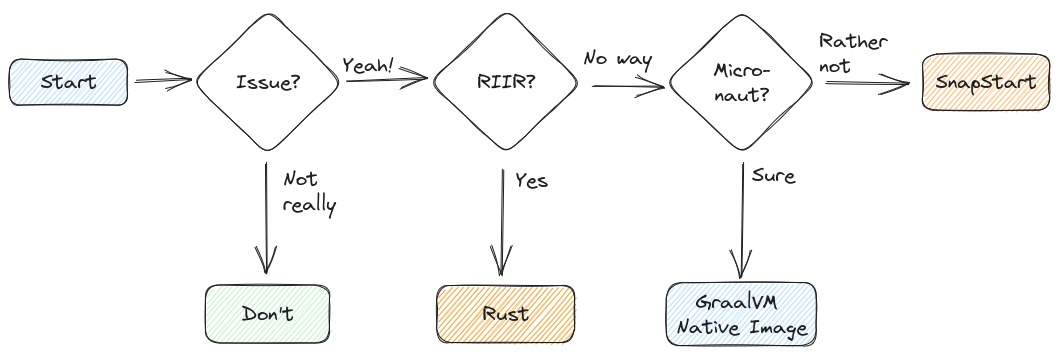 Start
Issue?
Yeah!
RIIR?
No way
Micro-
naut?
Rather
not
SnapStart
Not
really
Yes
Sure
Don't
Rust
GraalVM
Native Image